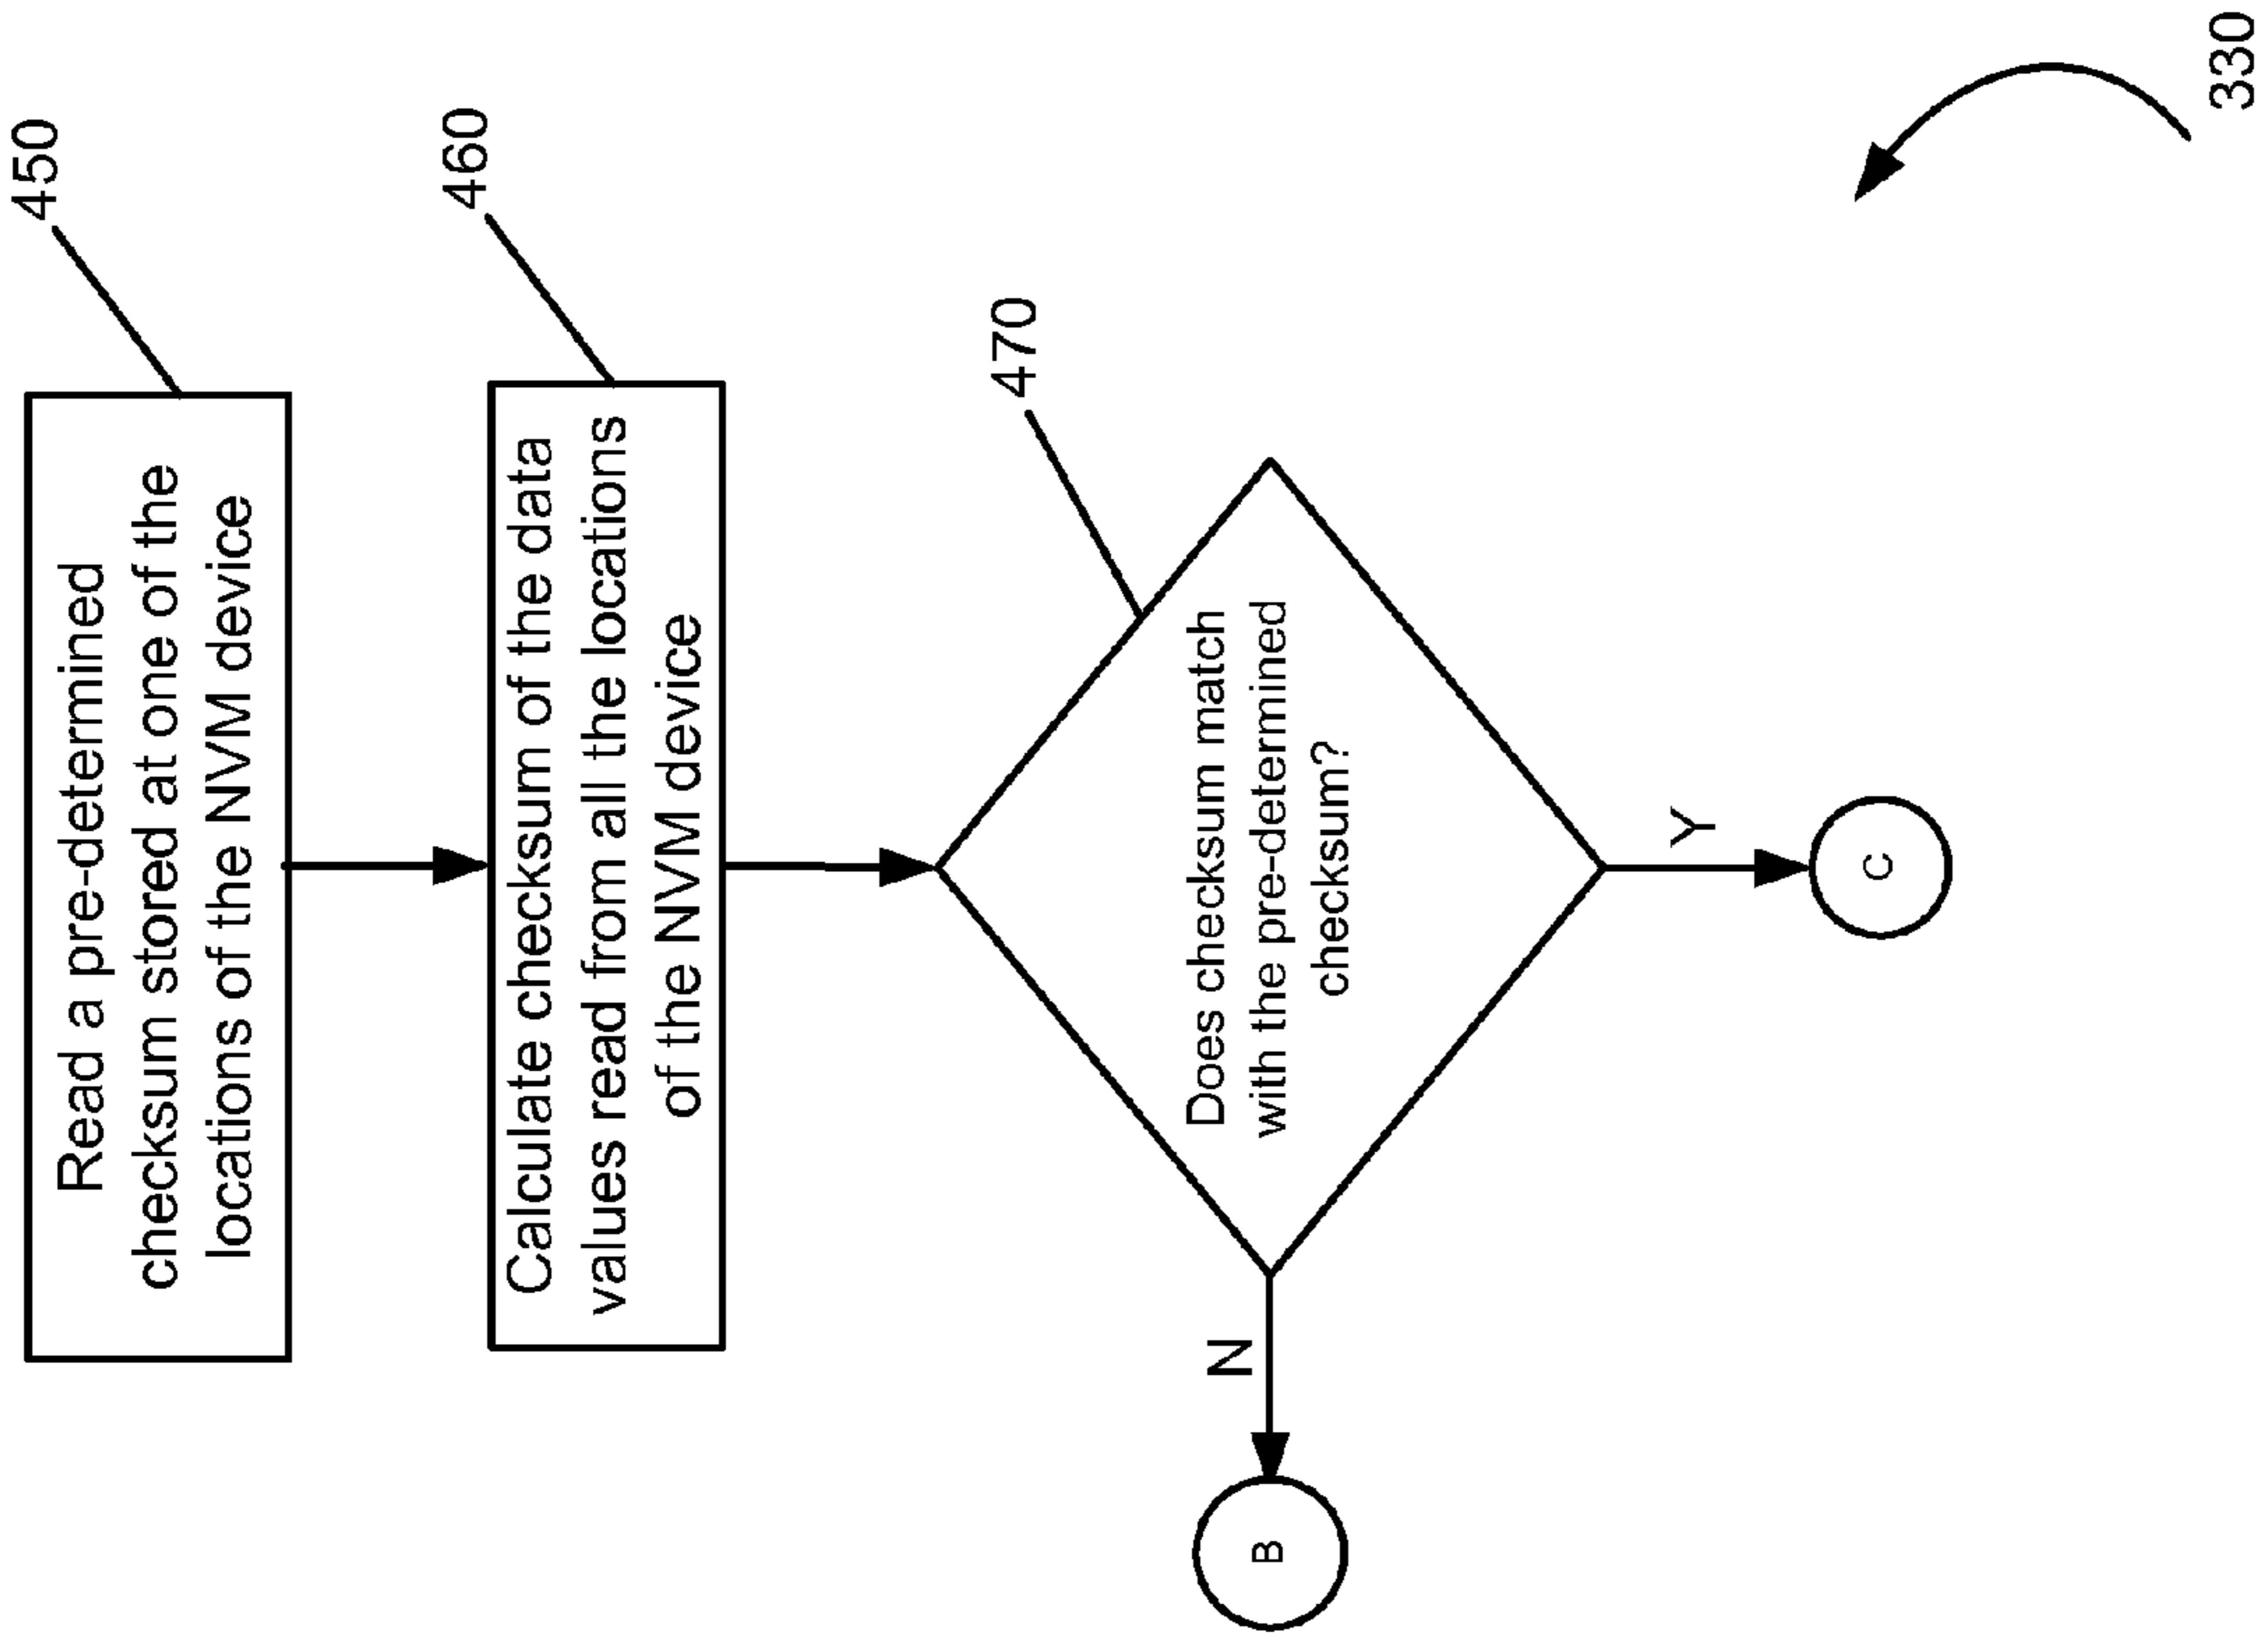 450
Read a pre-determined
checksum stored at one of the
locations of the NVM device
460
Calculate checksum of the data
values read from all the locations
of the NVM device
470
Does checksum match
with the pre-determined
checksum?
N
B
Y
C
330